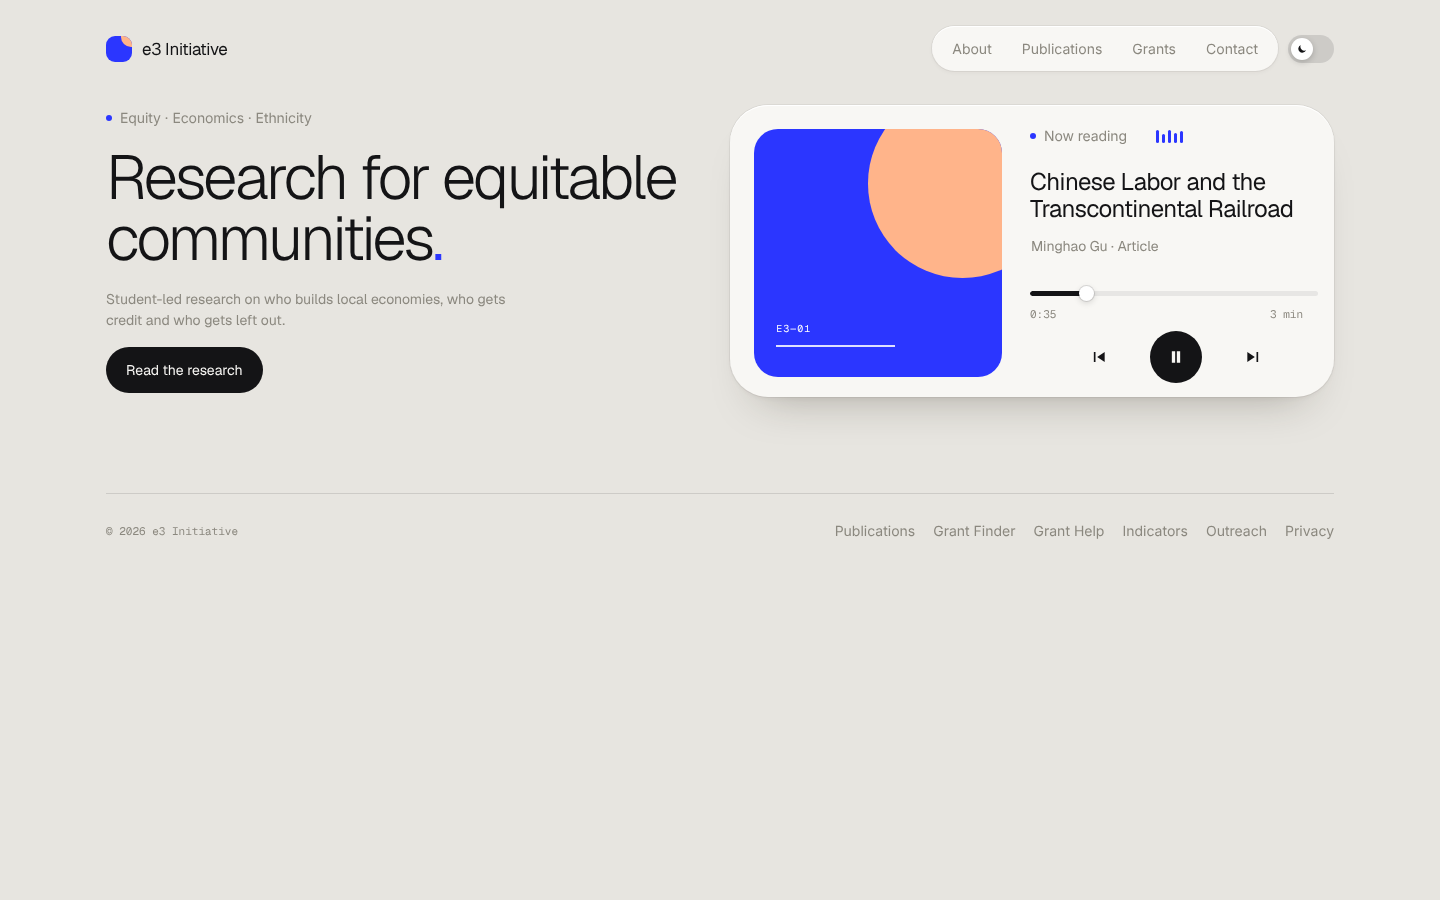 e3 Initiative
About Publications Grants Contact
Equity · Economics · Ethnicity
Research for equitable
communities.
Student-led research on who builds local economies, who gets
credit and who gets left out.
Read the research
E3—01
Now reading
Chinese Labor and the
Transcontinental Railroad
Minghao Gu · Article
0:35 3 min
© 2026 e3 Initiative
Publications Grant Finder Grant Help Indicators Outreach Privacy